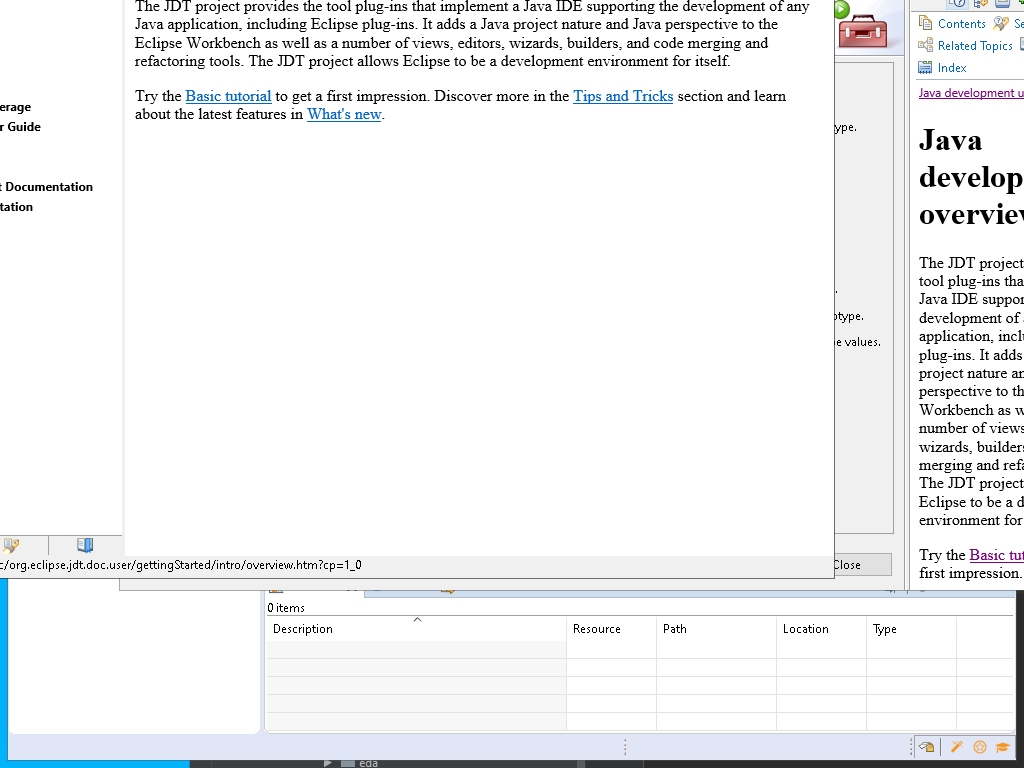 The JDT project provides the tool plug-ins that implement a Java IDE supporting the development of any
Java application, including Eclipse plug-ins. It adds a Java project nature and Java perspective to the
Eclipse Workbench as well as a number of views, editors, wizards, builders, and code merging and
refactoring tools. The JDT project allows Eclipse to be a development environment for itself.
Try the Basic tutorial to get a first impression. Discover more in the Tips and Tricks section and learn
about the latest features in What's new.
erage
r Guide
t Documentation
tation
c/org.eclipse.jdt.doc.user/gettingStarted/intro/overview.htm?cp=1_0
ype.
otype.
e values.
Close
Contents
Se
Related Topics
Index
Java development u
Java
develop
overview
The JDT project
tool plug-ins tha
Java IDE suppor
development of a
application, inclu
plug-ins. It adds
project nature an
perspective to th
Workbench as w
number of views
wizards, builders
merging and refa
The JDT project
Eclipse to be a d
environment for
Try the Basic tut
first impression.
0 items
Description
Resource
Path
Location
Type
eda